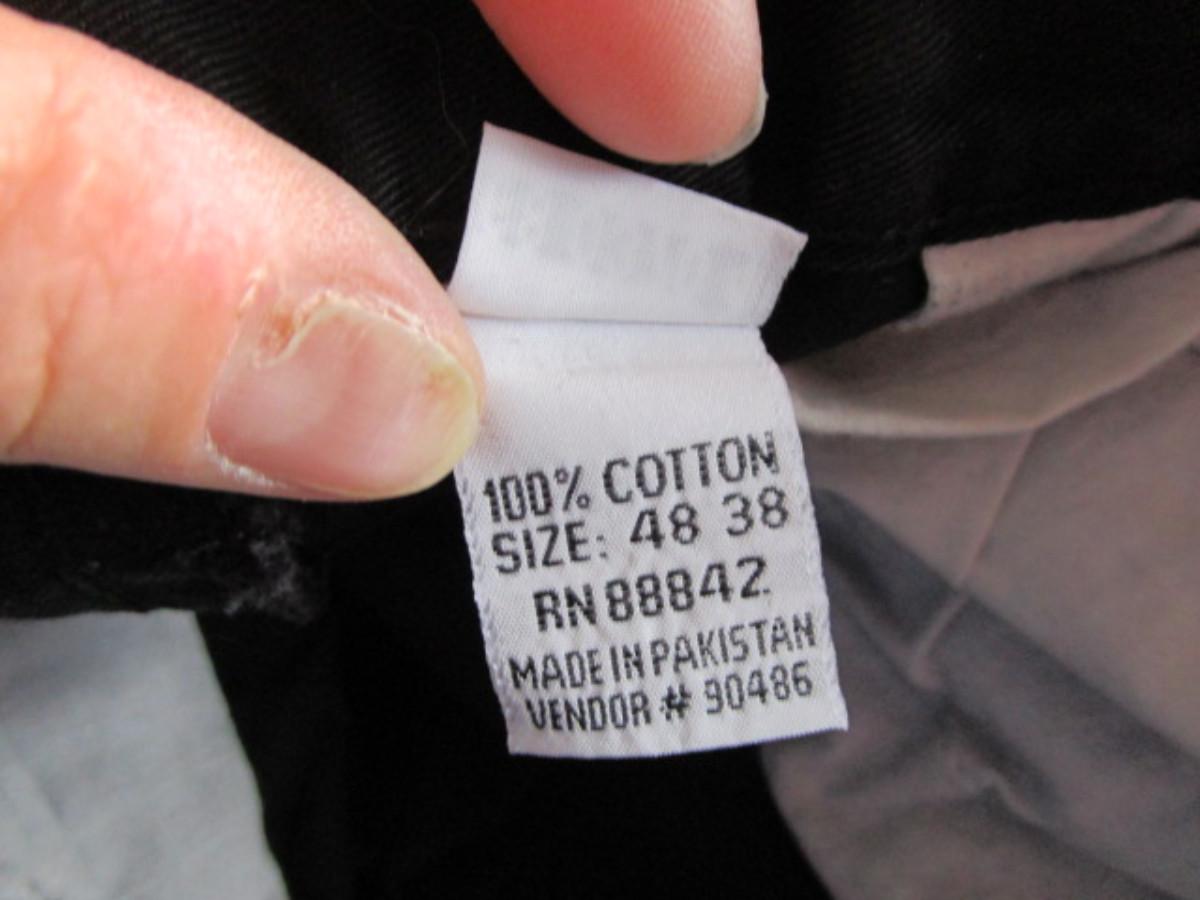 100% COTTON
SIZE: 48 38
RN 88842
MADE IN PAKISTAN
VENDOR # 90486